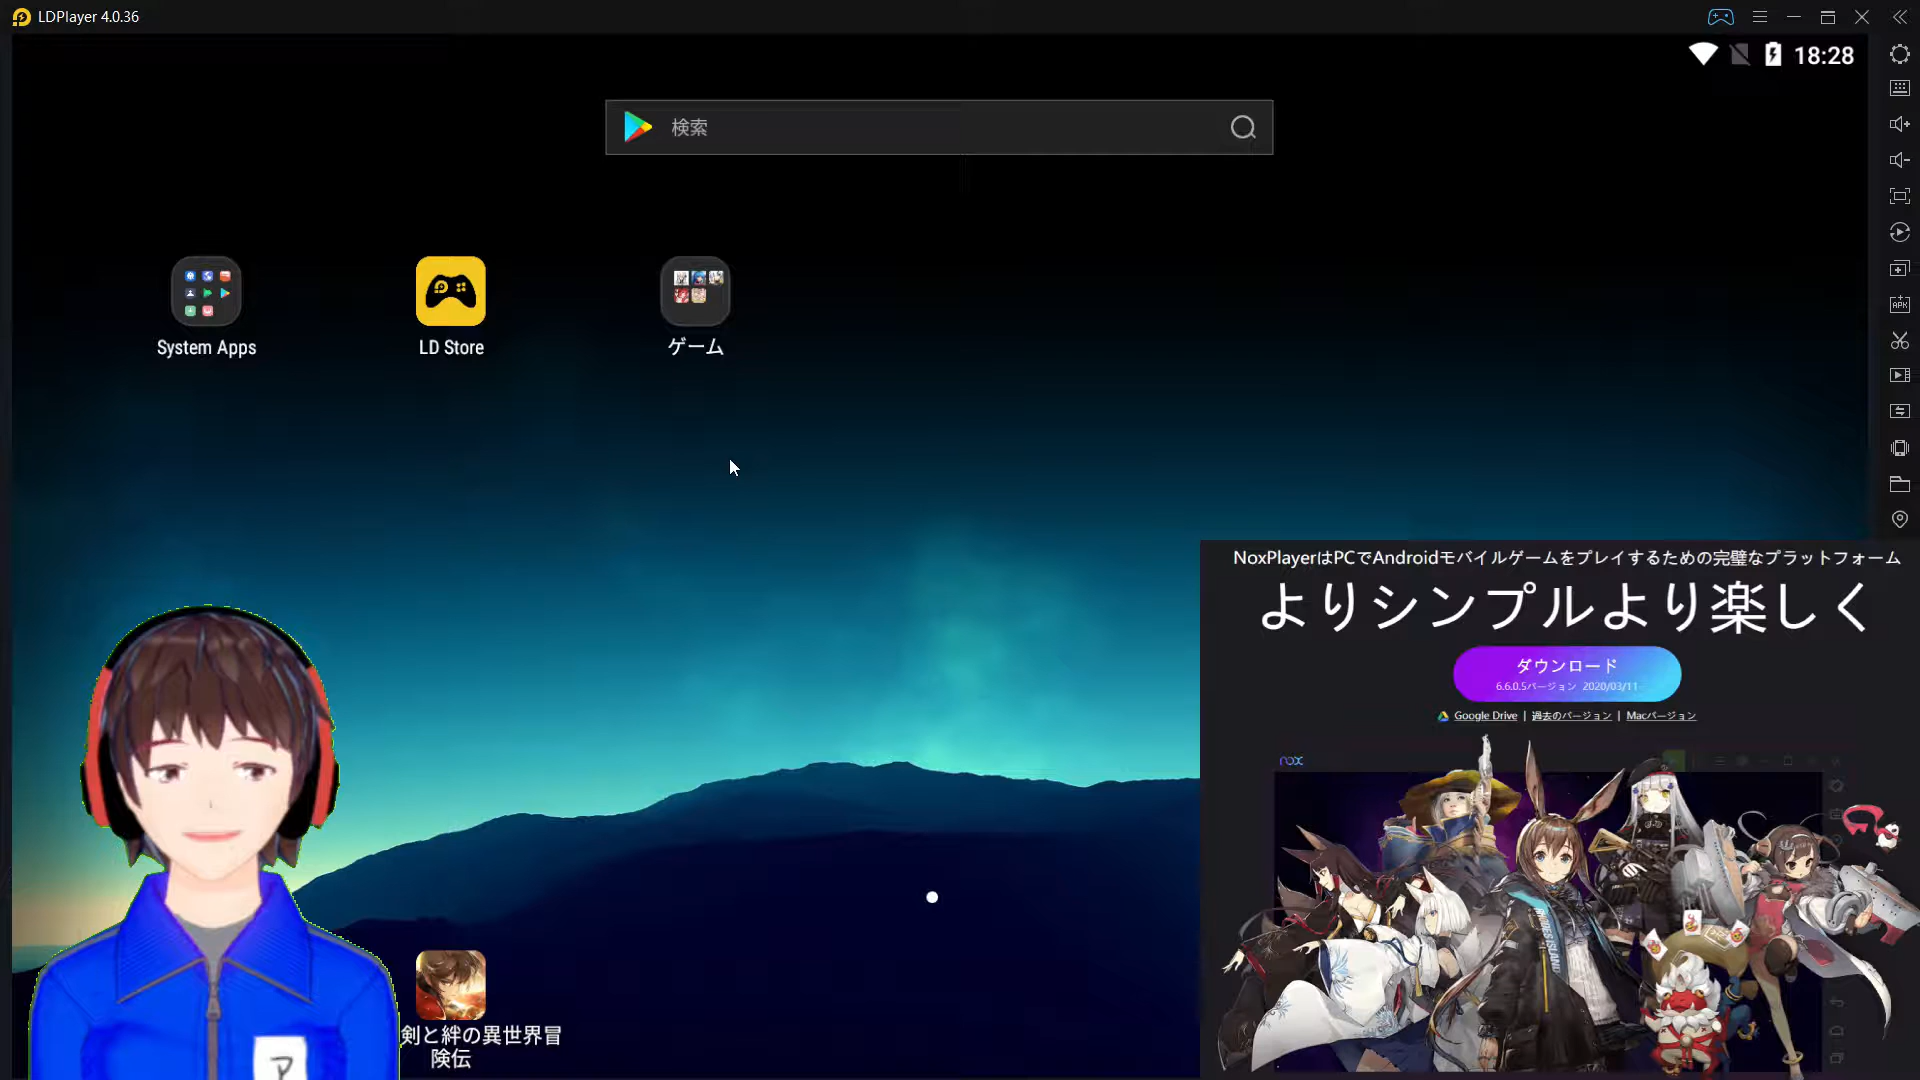 LDPlayer 4.0.36
18:28
検索
System Apps
LD Store
ゲーム
APK
NoxPlayerはPCでAndroidモバイルゲームをプレイするための完璧なプラットフォーム
よりシンプルより楽しく
ダウンロード
6.6.0.5バージョン 2020/03/11
Google Drive | 過去のバージョン | Macバージョン
nox
剣と絆の異世界冒
険伝
ア